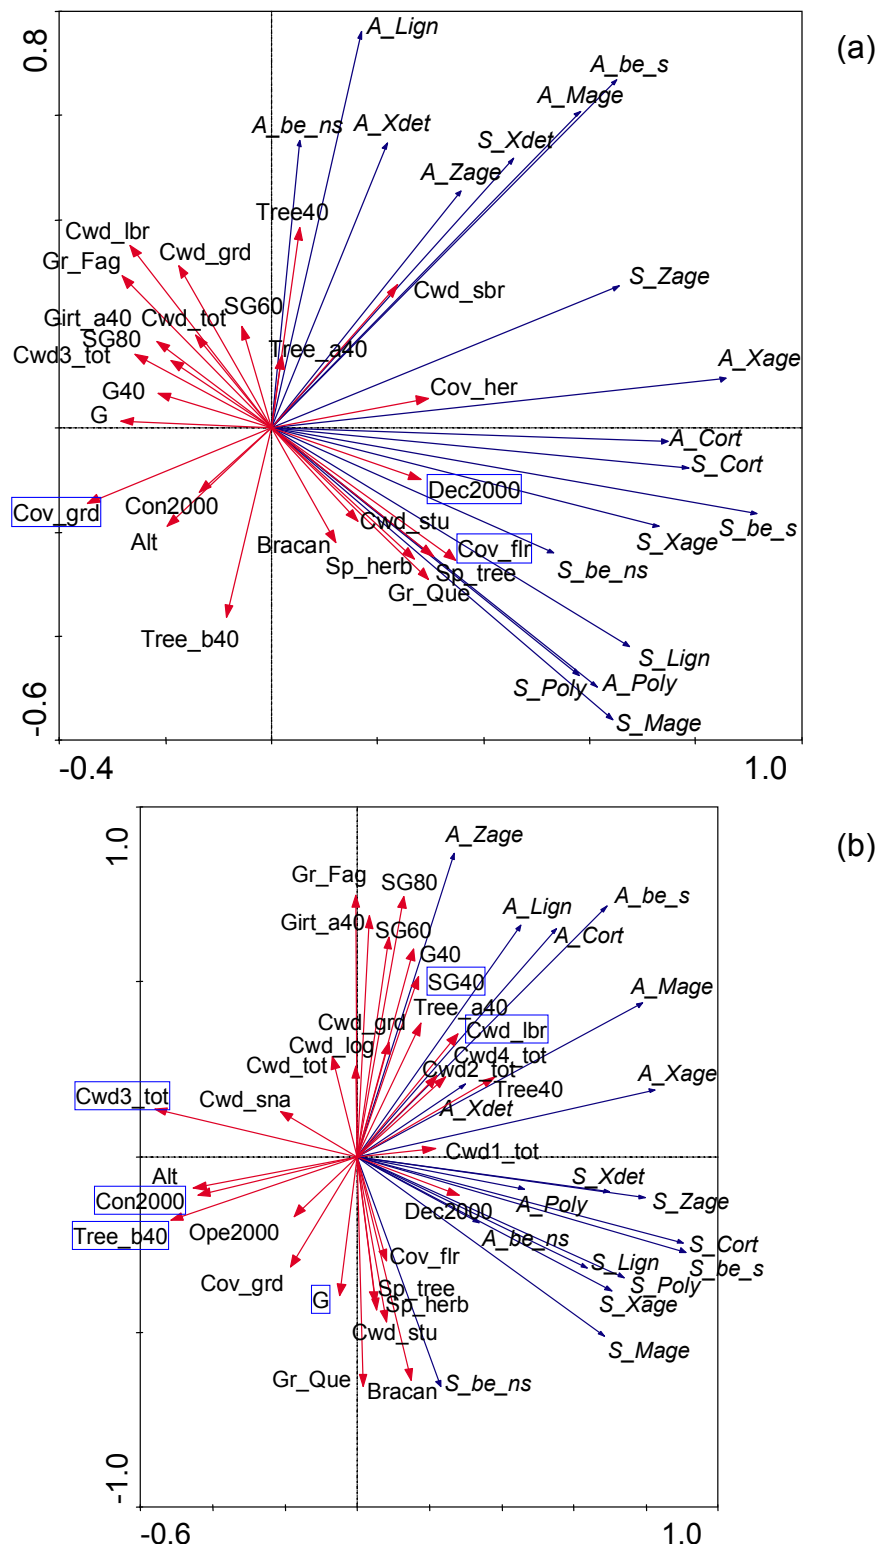 (a)
0.8
A_Lign
A_be_s
A_Mage
A_be_ns
A_Xdet
S_Xdet
A_Zage
Tree40
Cwd_lbr
Cwd_grd
Gr_Fag
Cwd_sbr
S_Zage
SG60
Girt_a40
Cwd_tot
SG80
Tree_a40
Cwd3_tot
A_Xage
Cov_her
G40
G
A_Cort
S_Cort
Dec2000
Cov_grd
Con2000
Cwd_stu
S_be_s
Alt
Bracan
Cov_flr
S_Xage
Sp_herb
Sp_tree
S_be_ns
Gr_Que
Tree_b40
S_Lign
S_Poly
A_Poly
S_Mage
-0.6
-0.4
1.0
(b)
1.0
A_Zage
Gr_Fag
SG80
A_be_s
Girt_a40
SG60
A_Lign
A_Cort
G40
SG40
A_Mage
Tree_a40
Cwd_grd
Cwd_lbr
Cwd_log
Cwd4_tot
Cwd_tot
Cwd2_tot
A_Xage
Cwd3_tot
Cwd_sna
Tree40
A_Xdet
Cwd1_tot
Alt
S_Xdet
Con2000
A_Poly
S_Zage
Dec2000
Tree_b40
Ope2000
A_be_ns
S_Cort
Cov_flr
S_Lign
S_be_s
Cov_grd
S_Poly
Sp_tree
G
Sp_herb
S_Xage
Cwd_stu
S_Mage
Gr_Que
Bracan
S_be_ns
-1.0
-0.6
1.0